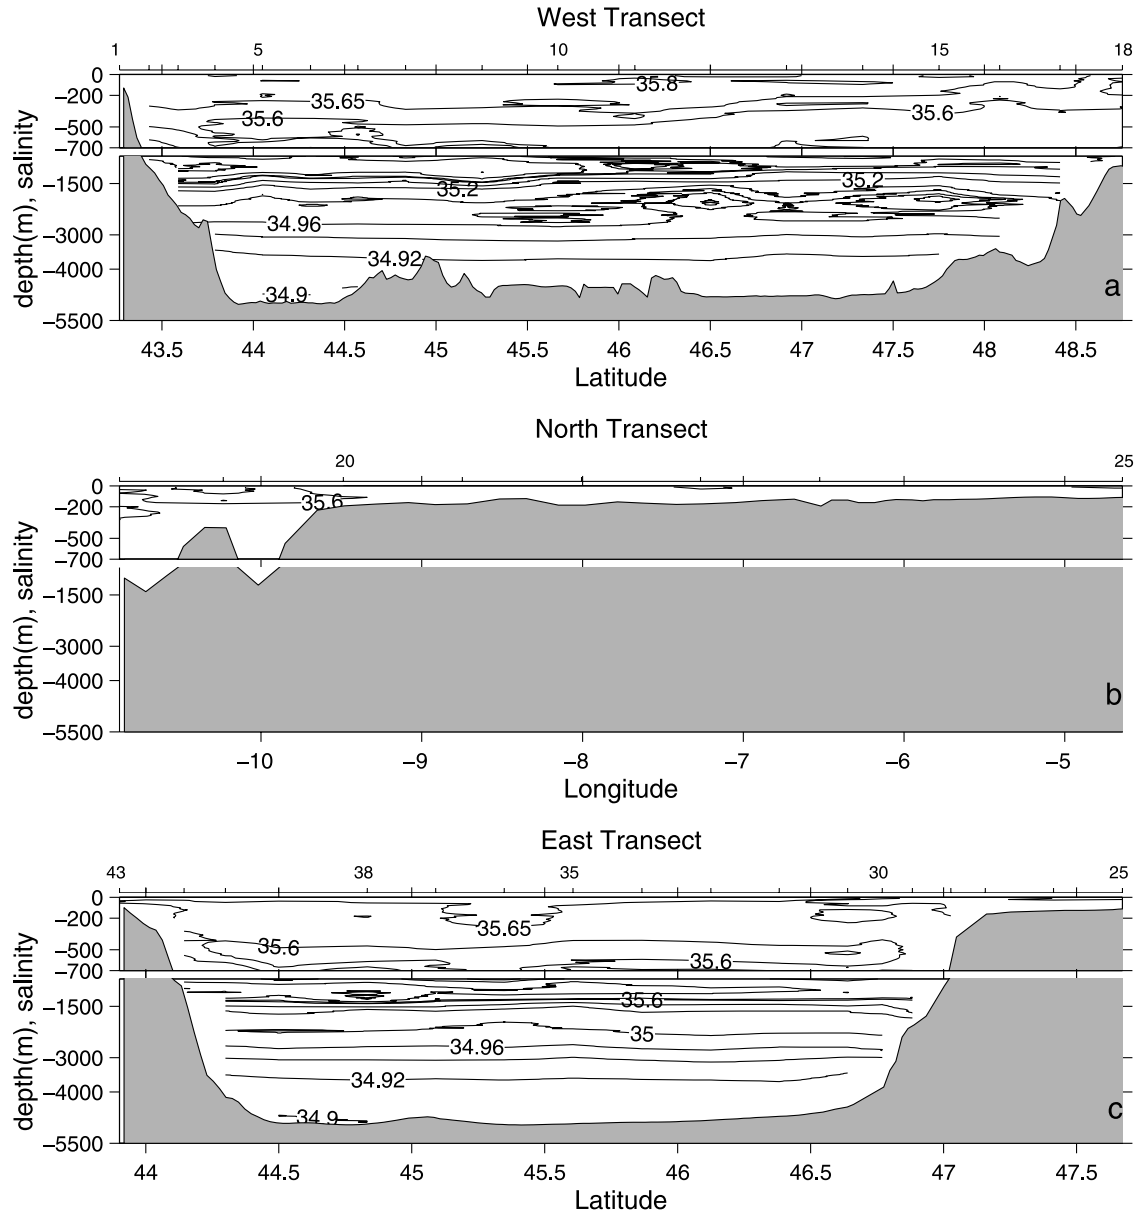 West Transect
1 5 10 15 18
0
−200
−500
−700
−1500
−3000
−4000
−5500
depth(m), salinity
35.8
35.65
35.6
35.6
35.2
35.2
34.96
34.92
34.9
a
43.5 44 44.5 45 45.5 46 46.5 47 47.5 48 48.5
Latitude
North Transect
20 25
0
−200
−500
−700
−1500
−3000
−4000
−5500
depth(m), salinity
35.6
b
−10 −9 −8 −7 −6 −5
Longitude
East Transect
43 38 35 30 25
0
−200
−500
−700
−1500
−3000
−4000
−5500
depth(m), salinity
35.65
35.6
35.6
35.6
35
34.96
34.92
34.9
c
44 44.5 45 45.5 46 46.5 47 47.5
Latitude